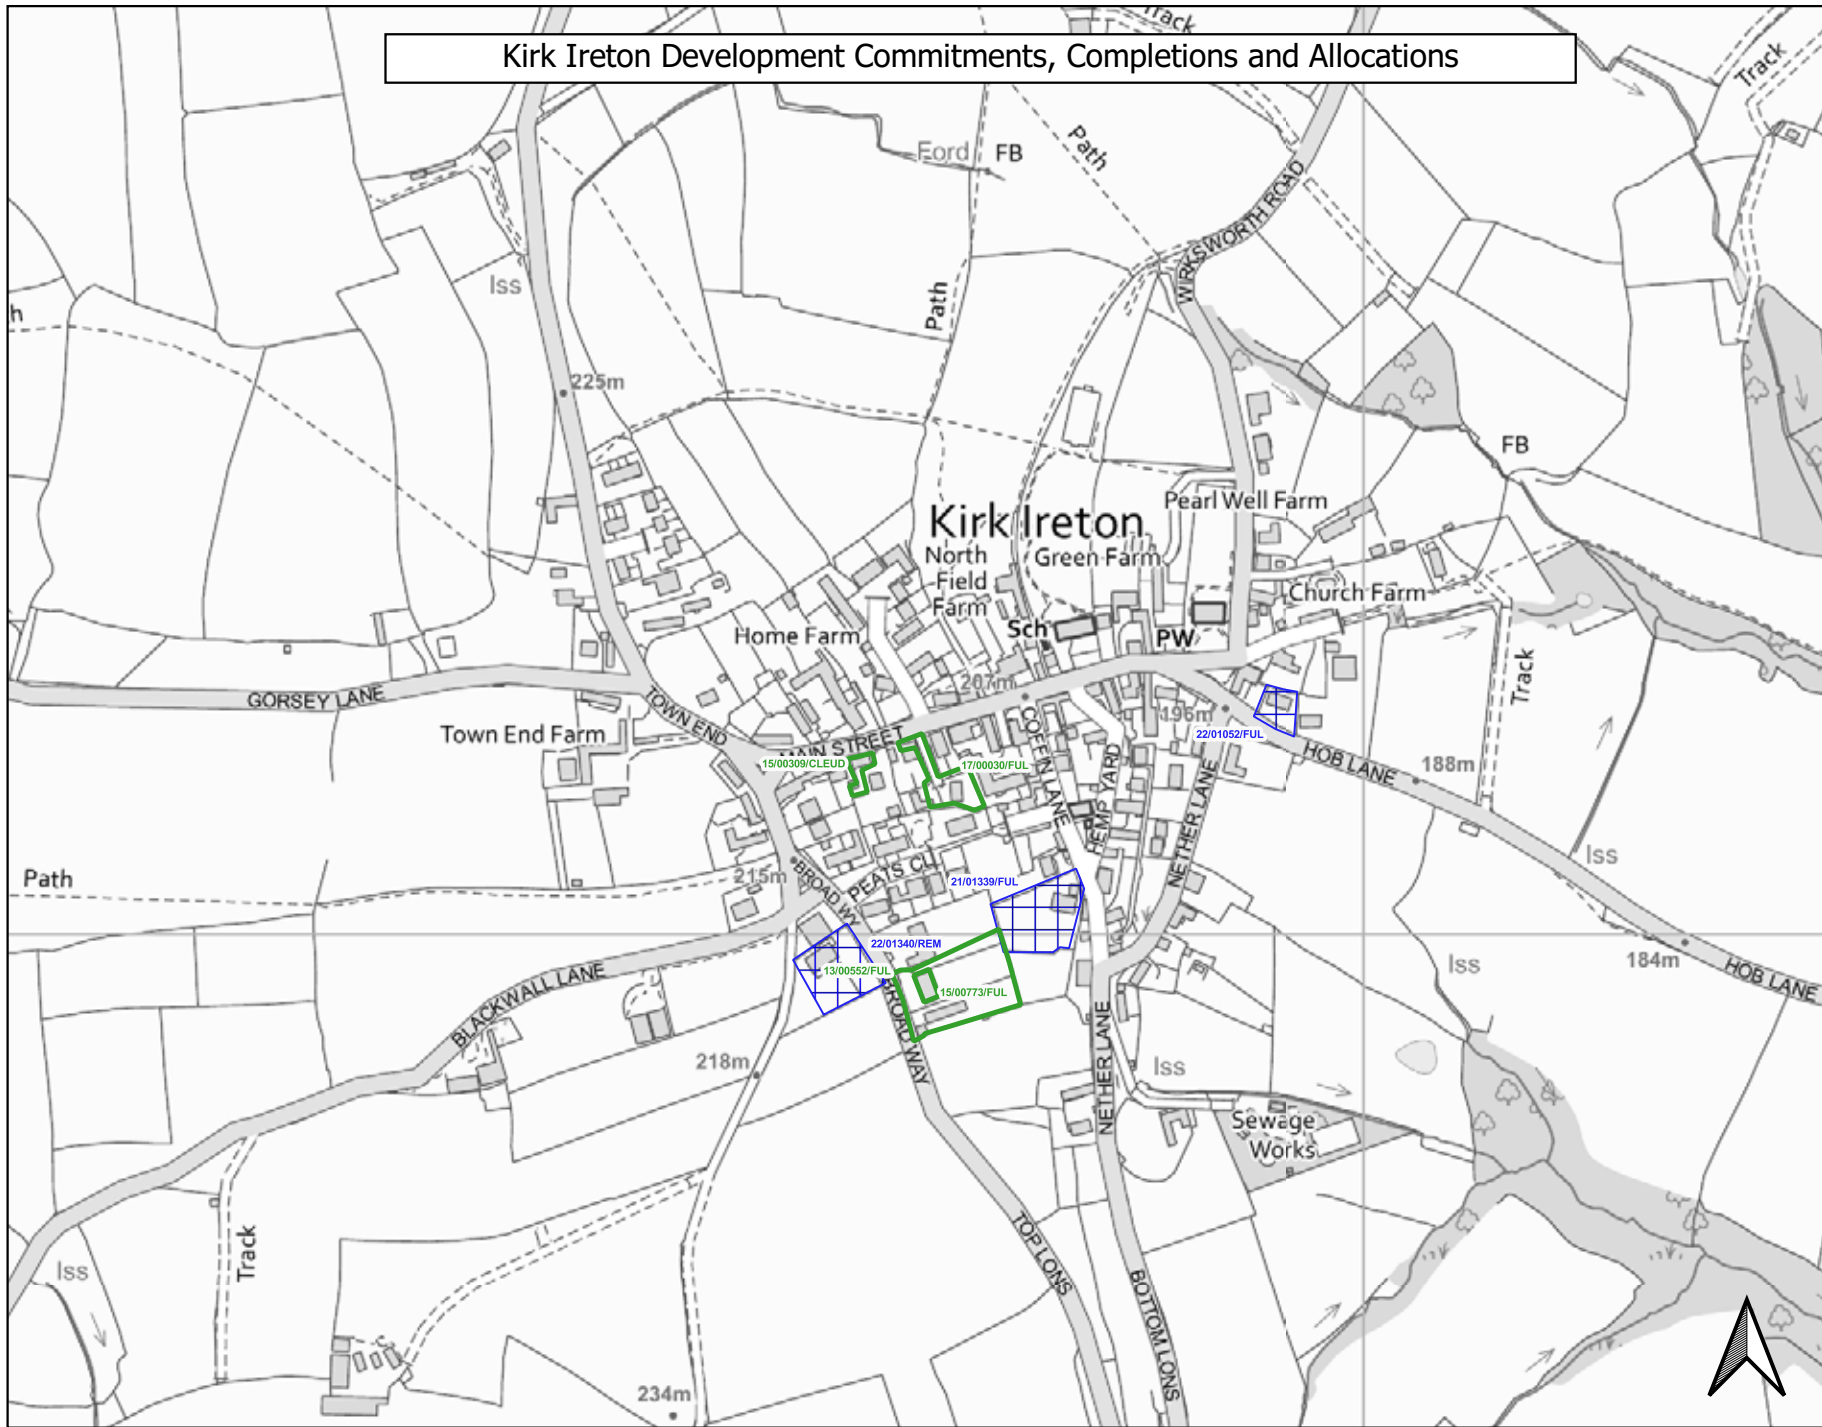 Kirk Ireton Development Commitments, Completions and Allocations
Track
Track
Ford
FB
Path
WIRKSWORTH ROAD
Iss
h
Path
225m
FB
Pearl Well Farm
Kirk Ireton
North
Field
Farm
Green Farm
Church Farm
Home Farm
Sch
PW
Track
GORSEY LANE
TOWN END
207m
196m
Town End Farm
MAIN STREET
COFFIN LANE
22/01052/FUL
15/00309/CLEUD
17/00030/FUL
HEMP YARD
HOB LANE
188m
NETHER LANE
Iss
Path
215m
BROAD WY
PEATS CL
21/01339/FUL
22/01340/REM
13/00552/FUL
15/00773/FUL
BLACKWALL LANE
BROAD WAY
Iss
184m
HOB LANE
218m
NETHER LANE
Iss
Sewage
Works
Track
Iss
TOP LONS
BOTTOM LONS
234m